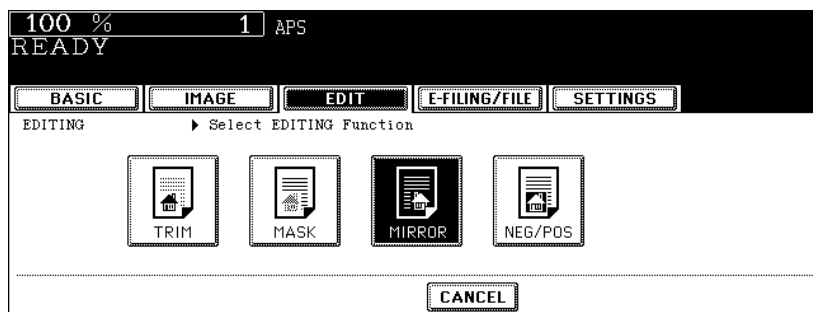 100 % 1 APS
READY
BASIC IMAGE EDIT E-FILING/FILE SETTINGS
EDITING ▶ Select EDITING Function
TRIM MASK MIRROR NEG/POS
CANCEL